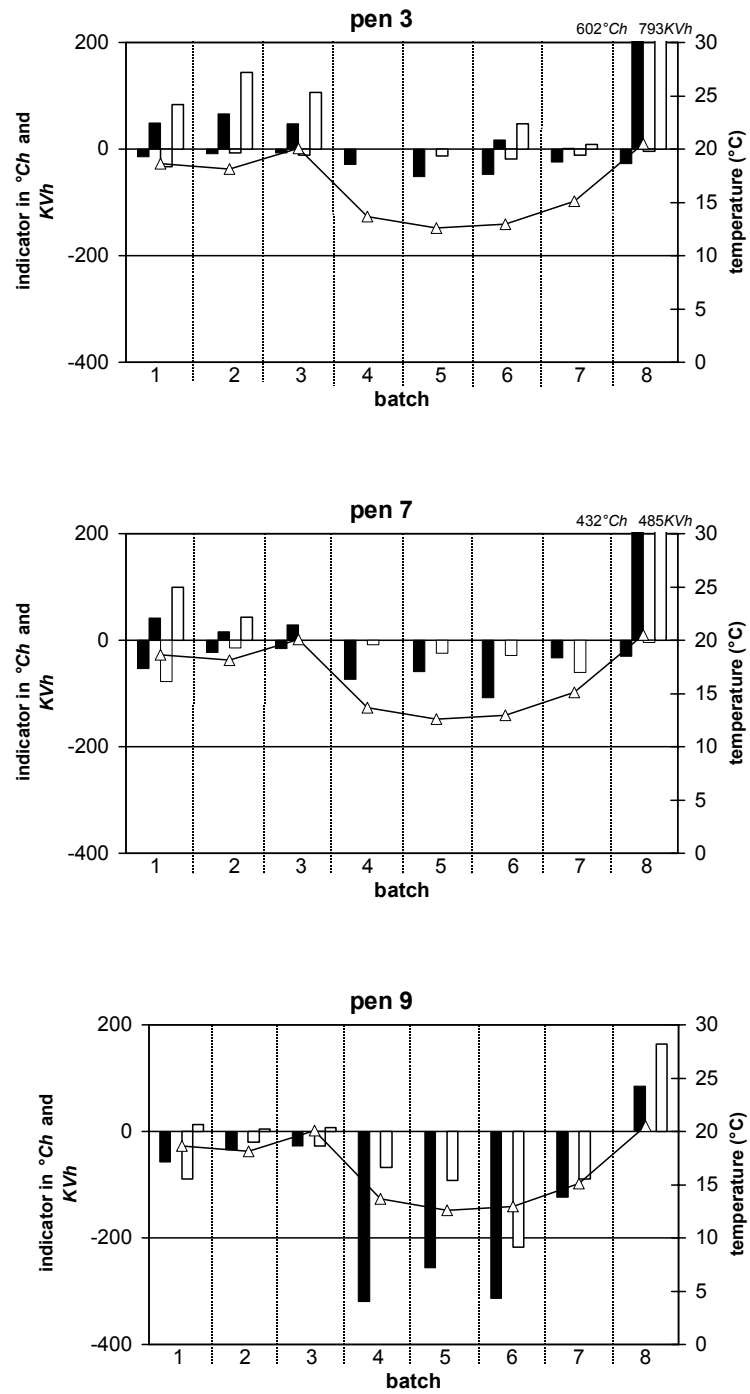 pen 3
602°Ch 793KVh
200
0
-200
-400
30
25
20
15
10
5
0
indicator in °Ch and
KVh
temperature (°C)
1 2 3 4 5 6 7 8
batch
pen 7
432°Ch 485KVh
200
0
-200
-400
30
25
20
15
10
5
0
indicator in °Ch and
KVh
temperature (°C)
1 2 3 4 5 6 7 8
batch
pen 9
200
0
-200
-400
30
25
20
15
10
5
0
indicator in °Ch and
KVh
temperature (°C)
1 2 3 4 5 6 7 8
batch